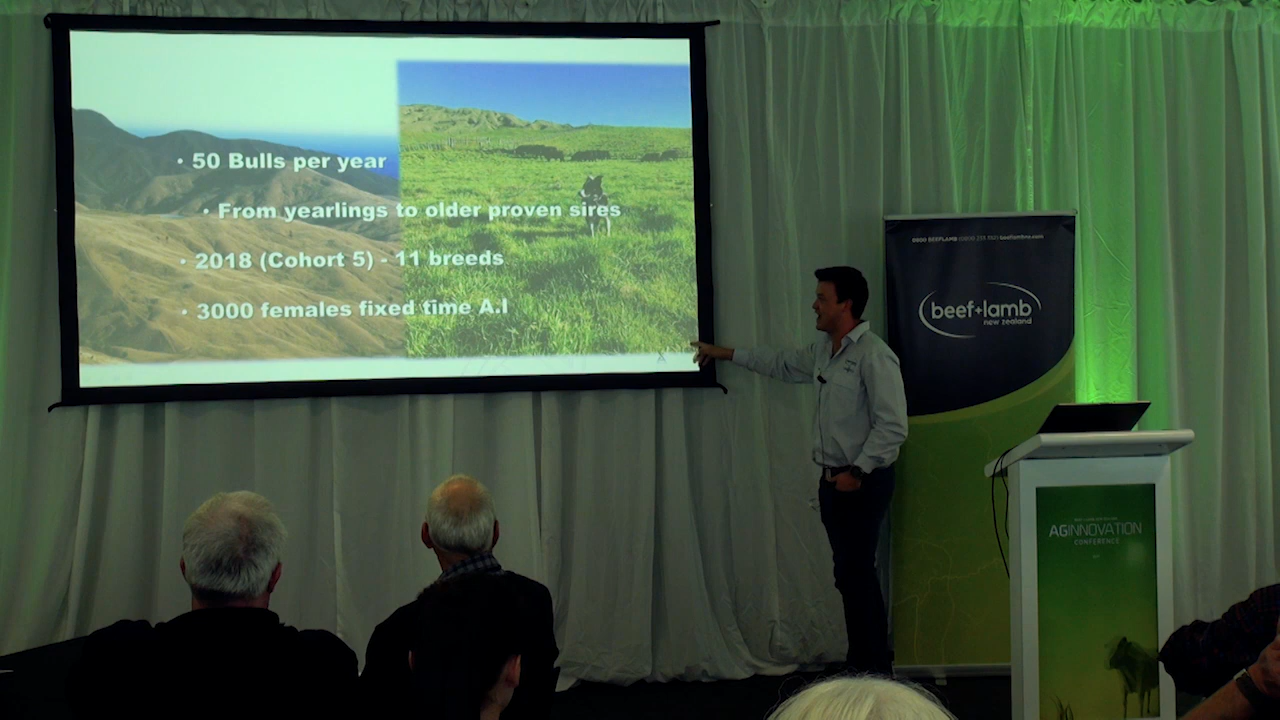 • 50 Bulls per year
• From yearlings to older proven sires
• 2018 (Cohort 5) - 11 breeds
• 3000 females fixed time A.I
beef+lamb
new zealand
AGINNOVATION
CONFERENCE